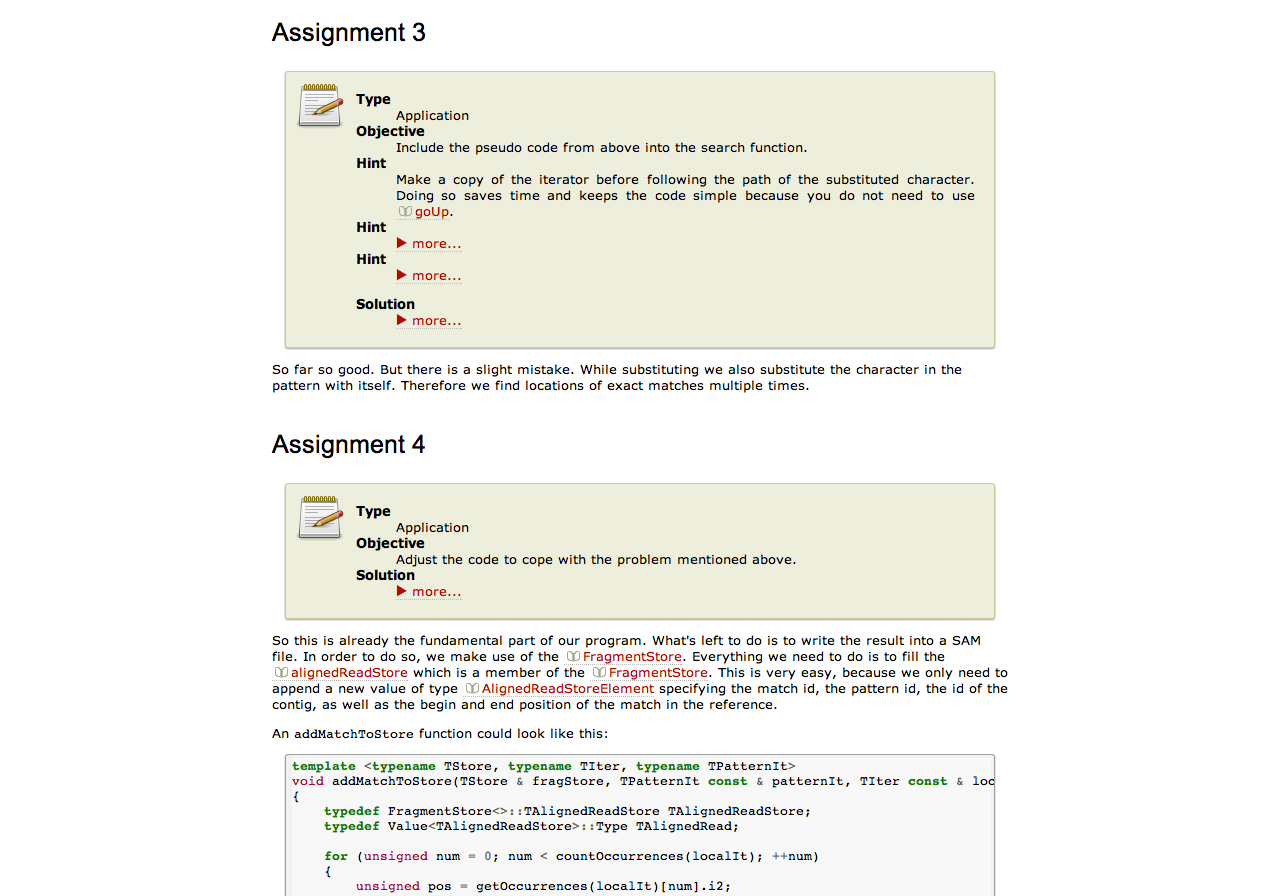 Assignment 3
Type
Application
Objective
Include the pseudo code from above into the search function.
Hint
Make a copy of the iterator before following the path of the substituted character.
Doing so saves time and keeps the code simple because you do not need to use
goUp.
Hint
▶ more...
Hint
▶ more...
Solution
▶ more...
So far so good. But there is a slight mistake. While substituting we also substitute the character in the
pattern with itself. Therefore we find locations of exact matches multiple times.
Assignment 4
Type
Application
Objective
Adjust the code to cope with the problem mentioned above.
Solution
▶ more...
So this is already the fundamental part of our program. What's left to do is to write the result into a SAM
file. In order to do so, we make use of the FragmentStore. Everything we need to do is to fill the
alignedReadStore which is a member of the FragmentStore. This is very easy, because we only need to
append a new value of type AlignedReadStoreElement specifying the match id, the pattern id, the id of the
contig, as well as the begin and end position of the match in the reference.
An addMatchToStore function could look like this:
template <typename TStore, typename TIter, typename TPatternIt>
void addMatchToStore(TStore & fragStore, TPatternIt const & patternIt, TIter const & loc
{
    typedef FragmentStore<>::TAlignedReadStore TAlignedReadStore;
    typedef Value<TAlignedReadStore>::Type TAlignedRead;
    for (unsigned num = 0; num < countOccurrences(localIt); ++num)
    {
        unsigned pos = getOccurrences(localIt)[num].i2;